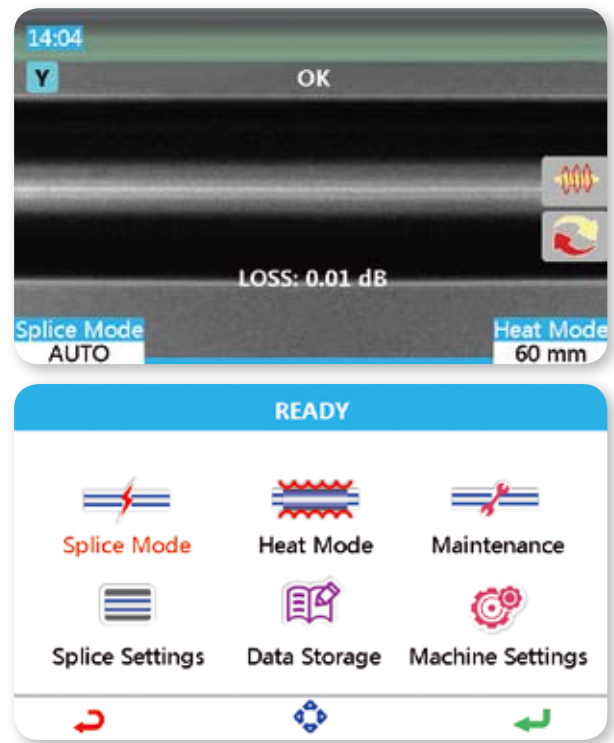 14:04
Y
OK
LOSS: 0.01 dB
Splice Mode
AUTO
Heat Mode
60 mm
READY
Splice Mode
Heat Mode
Maintenance
Splice Settings
Data Storage
Machine Settings